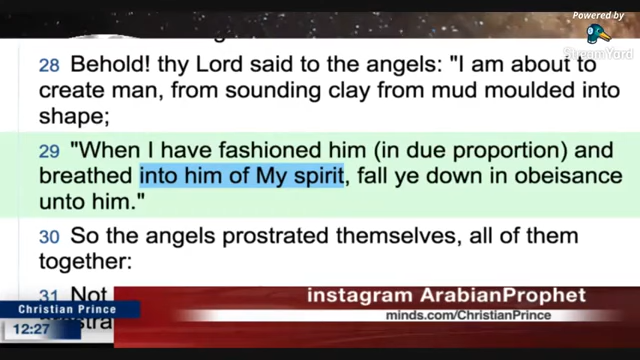 Powered by
StreamYard
28 Behold! thy Lord said to the angels: "I am about to
create man, from sounding clay from mud moulded into
shape;
29 "When I have fashioned him (in due proportion) and
breathed into him of My spirit, fall ye down in obeisance
unto him."
30 So the angels prostrated themselves, all of them
together:
31 Not
instagram ArabianProphet
Christian Prince
minds.com/ChristianPrince
12:27